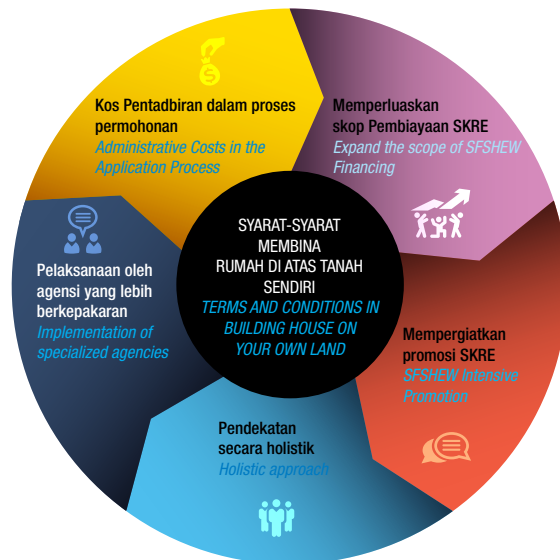 Kos Pentadbiran dalam proses
permohonan
Administrative Costs in the
Application Process
Memperluaskan
skop Pembiayaan SKRE
Expand the scope of SFSHEW
Financing
SYARAT-SYARAT
MEMBINA
RUMAH DI ATAS TANAH
SENDIRI
TERMS AND CONDITIONS IN
BUILDING HOUSE ON
YOUR OWN LAND
Pelaksanaan oleh
agensi yang lebih
berkepakaran
Implementation of
specialized agencies
Mempergiatkan
promosi SKRE
SFSHEW Intensive
Promotion
Pendekatan
secara holistik
Holistic approach